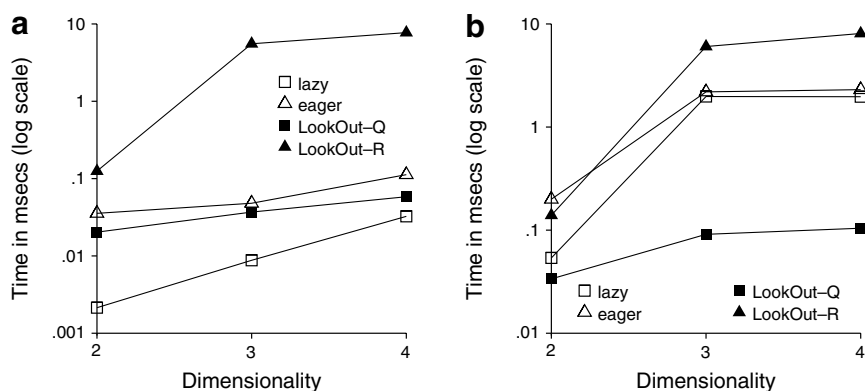 a
Time in msecs (log scale)
10
1
.1
.01
.001
2
3
4
Dimensionality
lazy
eager
LookOut–Q
LookOut–R
b
Time in msecs (log scale)
10
1
.1
.01
2
3
4
Dimensionality
lazy
eager
LookOut–Q
LookOut–R